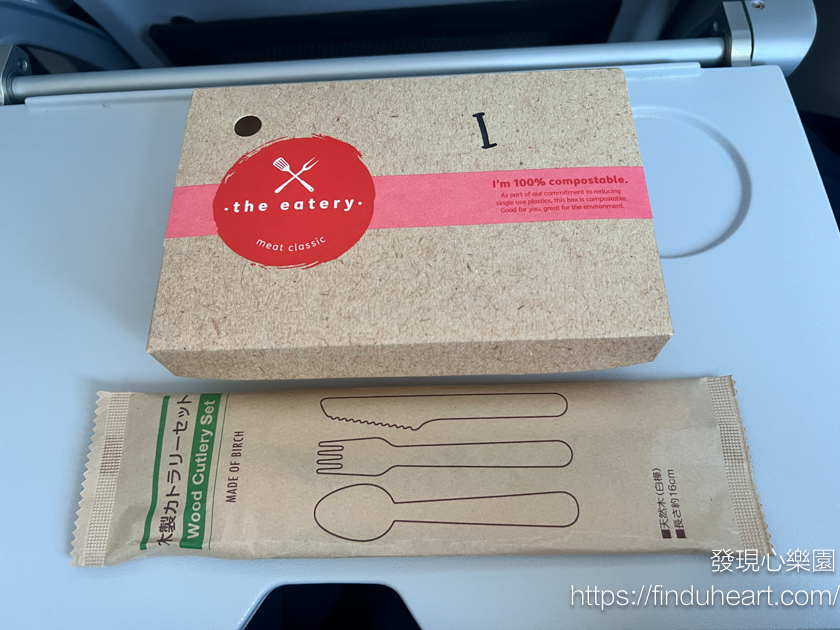 I
I'm 100% compostable.
As part of our commitment to reducing
single use plastics, this box is compostable.
Good for you, great for the environment.
·the eatery·
meat classic
木製カトラリーセット
Wood Cutlery Set
MADE OF BIRCH
■天然木(白樺)
■長さ約16cm
發現心樂園
https://finduheart.com/